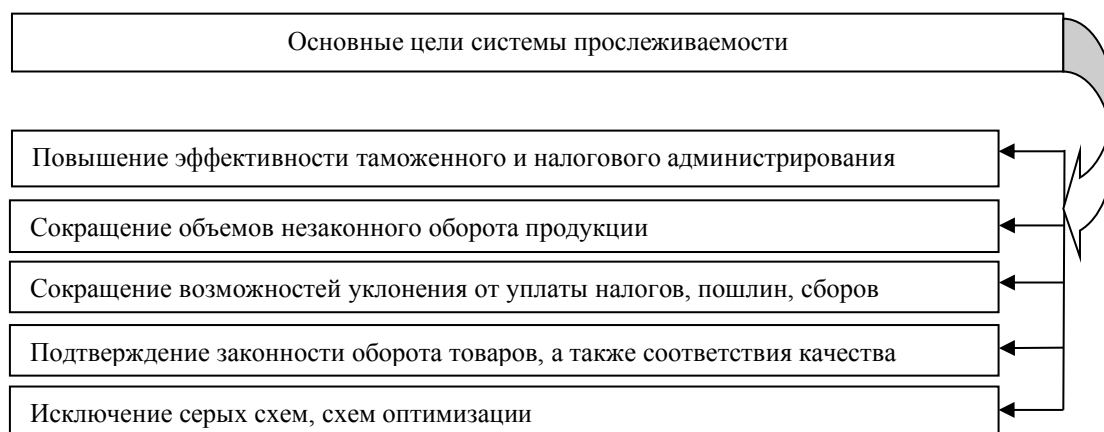 Основные цели системы прослеживаемости
Повышение эффективности таможенного и налогового администрирования
Сокращение объемов незаконного оборота продукции
Сокращение возможностей уклонения от уплаты налогов, пошлин, сборов
Подтверждение законности оборота товаров, а также соответствия качества
Исключение серых схем, схем оптимизации